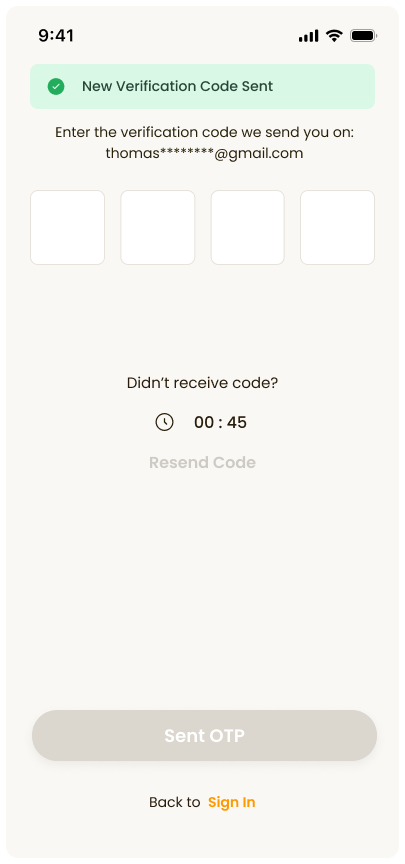 9:41
New Verification Code Sent
Enter the verification code we send you on:
thomas********@gmail.com
Didn’t receive code?
00 : 45
Resend Code
Sent OTP
Back to Sign In